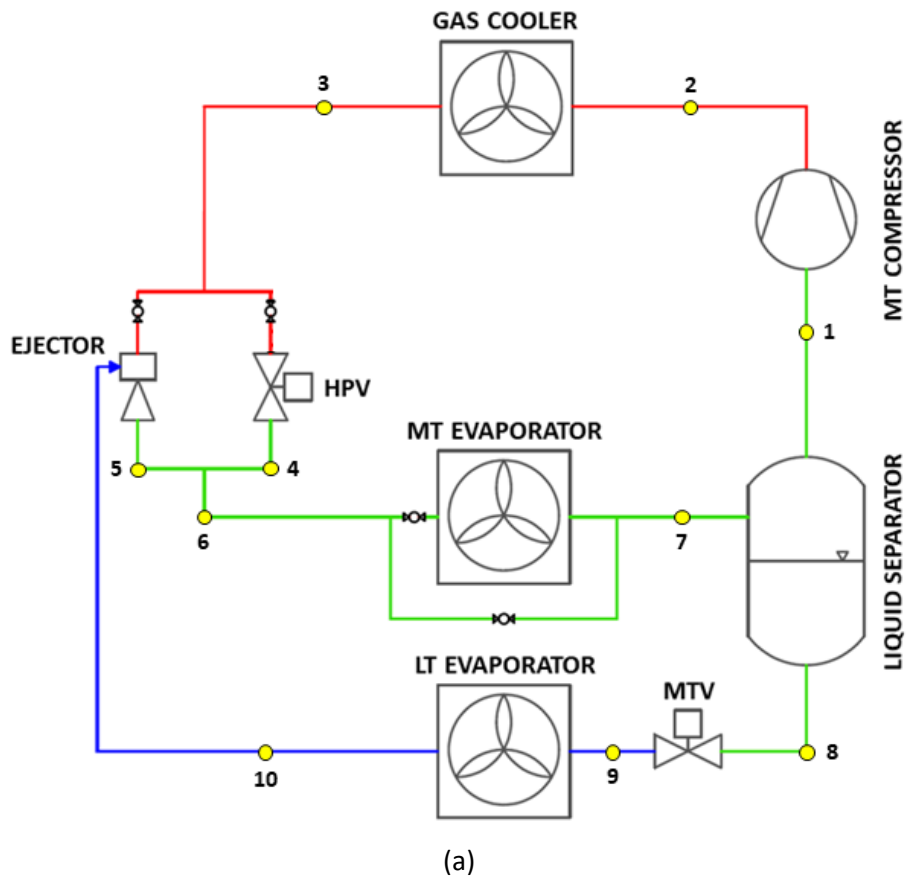 GAS COOLER
3
2
MT COMPRESSOR
1
EJECTOR
HPV
MT EVAPORATOR
5
4
6
7
LIQUID SEPARATOR
LT EVAPORATOR
MTV
8
9
10
(a)